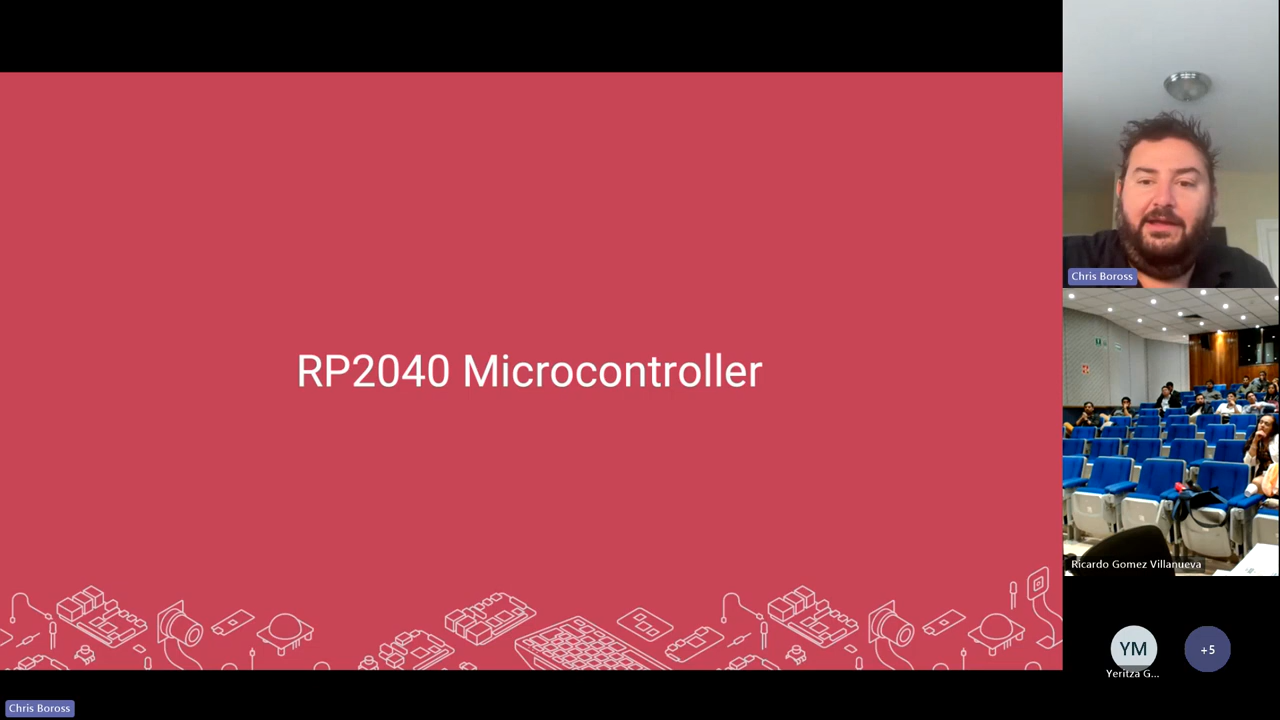 RP2040 Microcontroller
Chris Boross
Ricardo Gomez Villanueva
YM
+5
Yeritza G...
Chris Boross